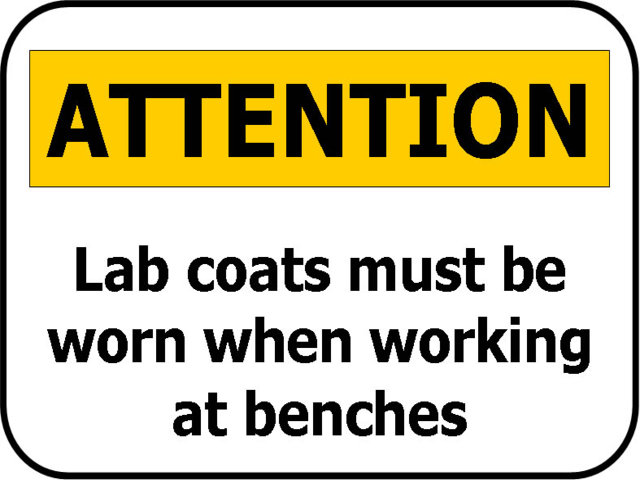 ATTENTION
Lab coats must be
worn when working
at benches